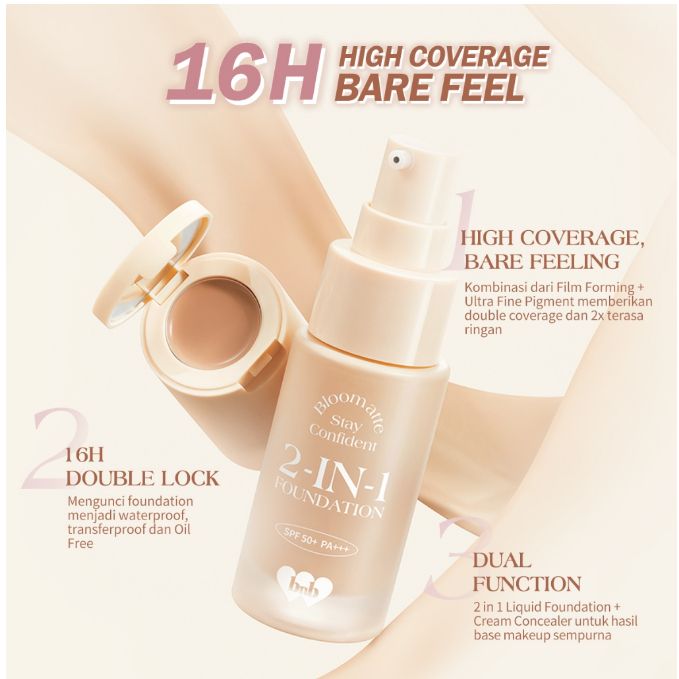 16H HIGH COVERAGE
BARE FEEL
1
HIGH COVERAGE,
BARE FEELING
Kombinasi dari Film Forming +
Ultra Fine Pigment memberikan
double coverage dan 2x terasa
ringan
Bloomatte
Stay
Confident
2-IN-1
FOUNDATION
SPF 50+ PA+++
bnb
2
16H
DOUBLE LOCK
Mengunci foundation
menjadi waterproof,
transferproof dan Oil
Free
3
DUAL
FUNCTION
2 in 1 Liquid Foundation +
Cream Concealer untuk hasil
base makeup sempurna